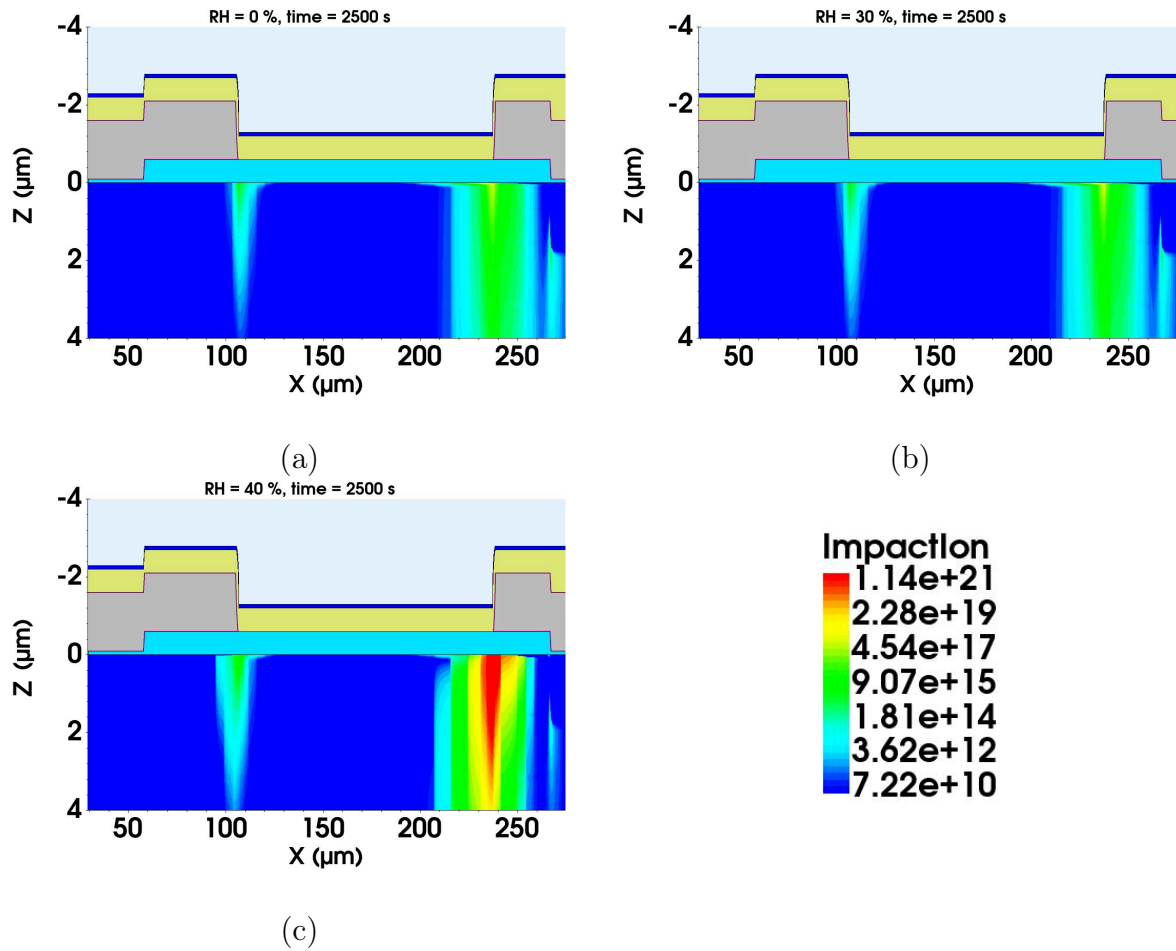 RH = 0 %, time = 2500 s
-4
-2
0
2
4
Z (µm)
50 100 150 200 250
X (µm)
(a)
RH = 30 %, time = 2500 s
-4
-2
0
2
4
Z (µm)
50 100 150 200 250
X (µm)
(b)
RH = 40 %, time = 2500 s
-4
-2
0
2
4
Z (µm)
50 100 150 200 250
X (µm)
(c)
Impaction
1.14e+21
2.28e+19
4.54e+17
9.07e+15
1.81e+14
3.62e+12
7.22e+10